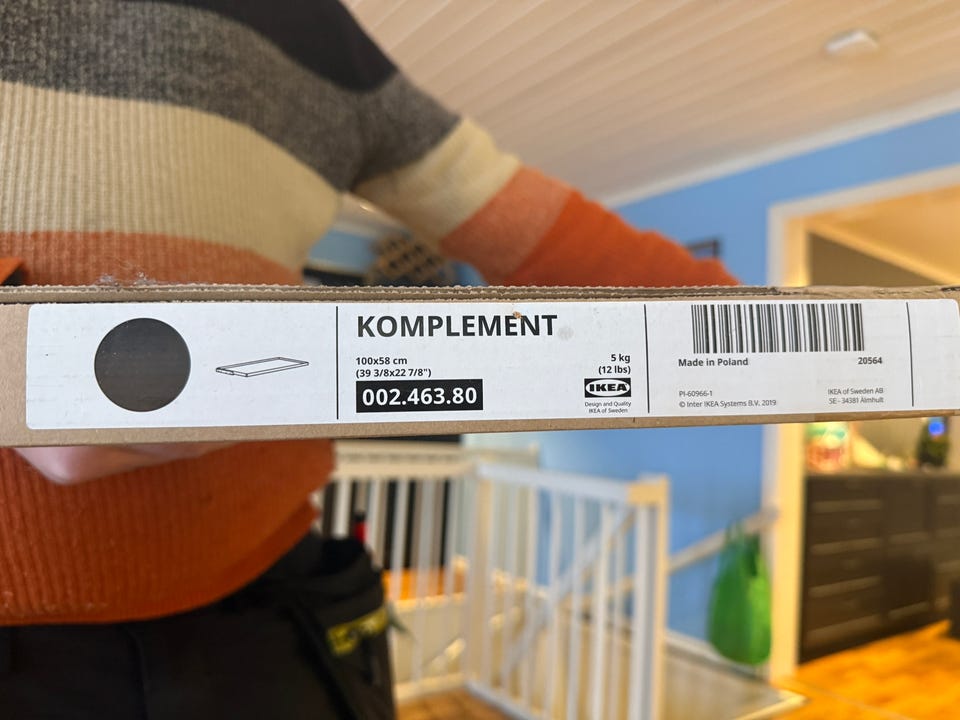 KOMPLEMENT
100x58 cm
(39 3/8x22 7/8")
002.463.80
5 kg
(12 lbs)
IKEA
Design and Quality
IKEA of Sweden
Made in Poland
20564
PI-60966-1
© Inter IKEA Systems B.V. 2019
IKEA of Sweden AB
SE - 34381 Älmhult